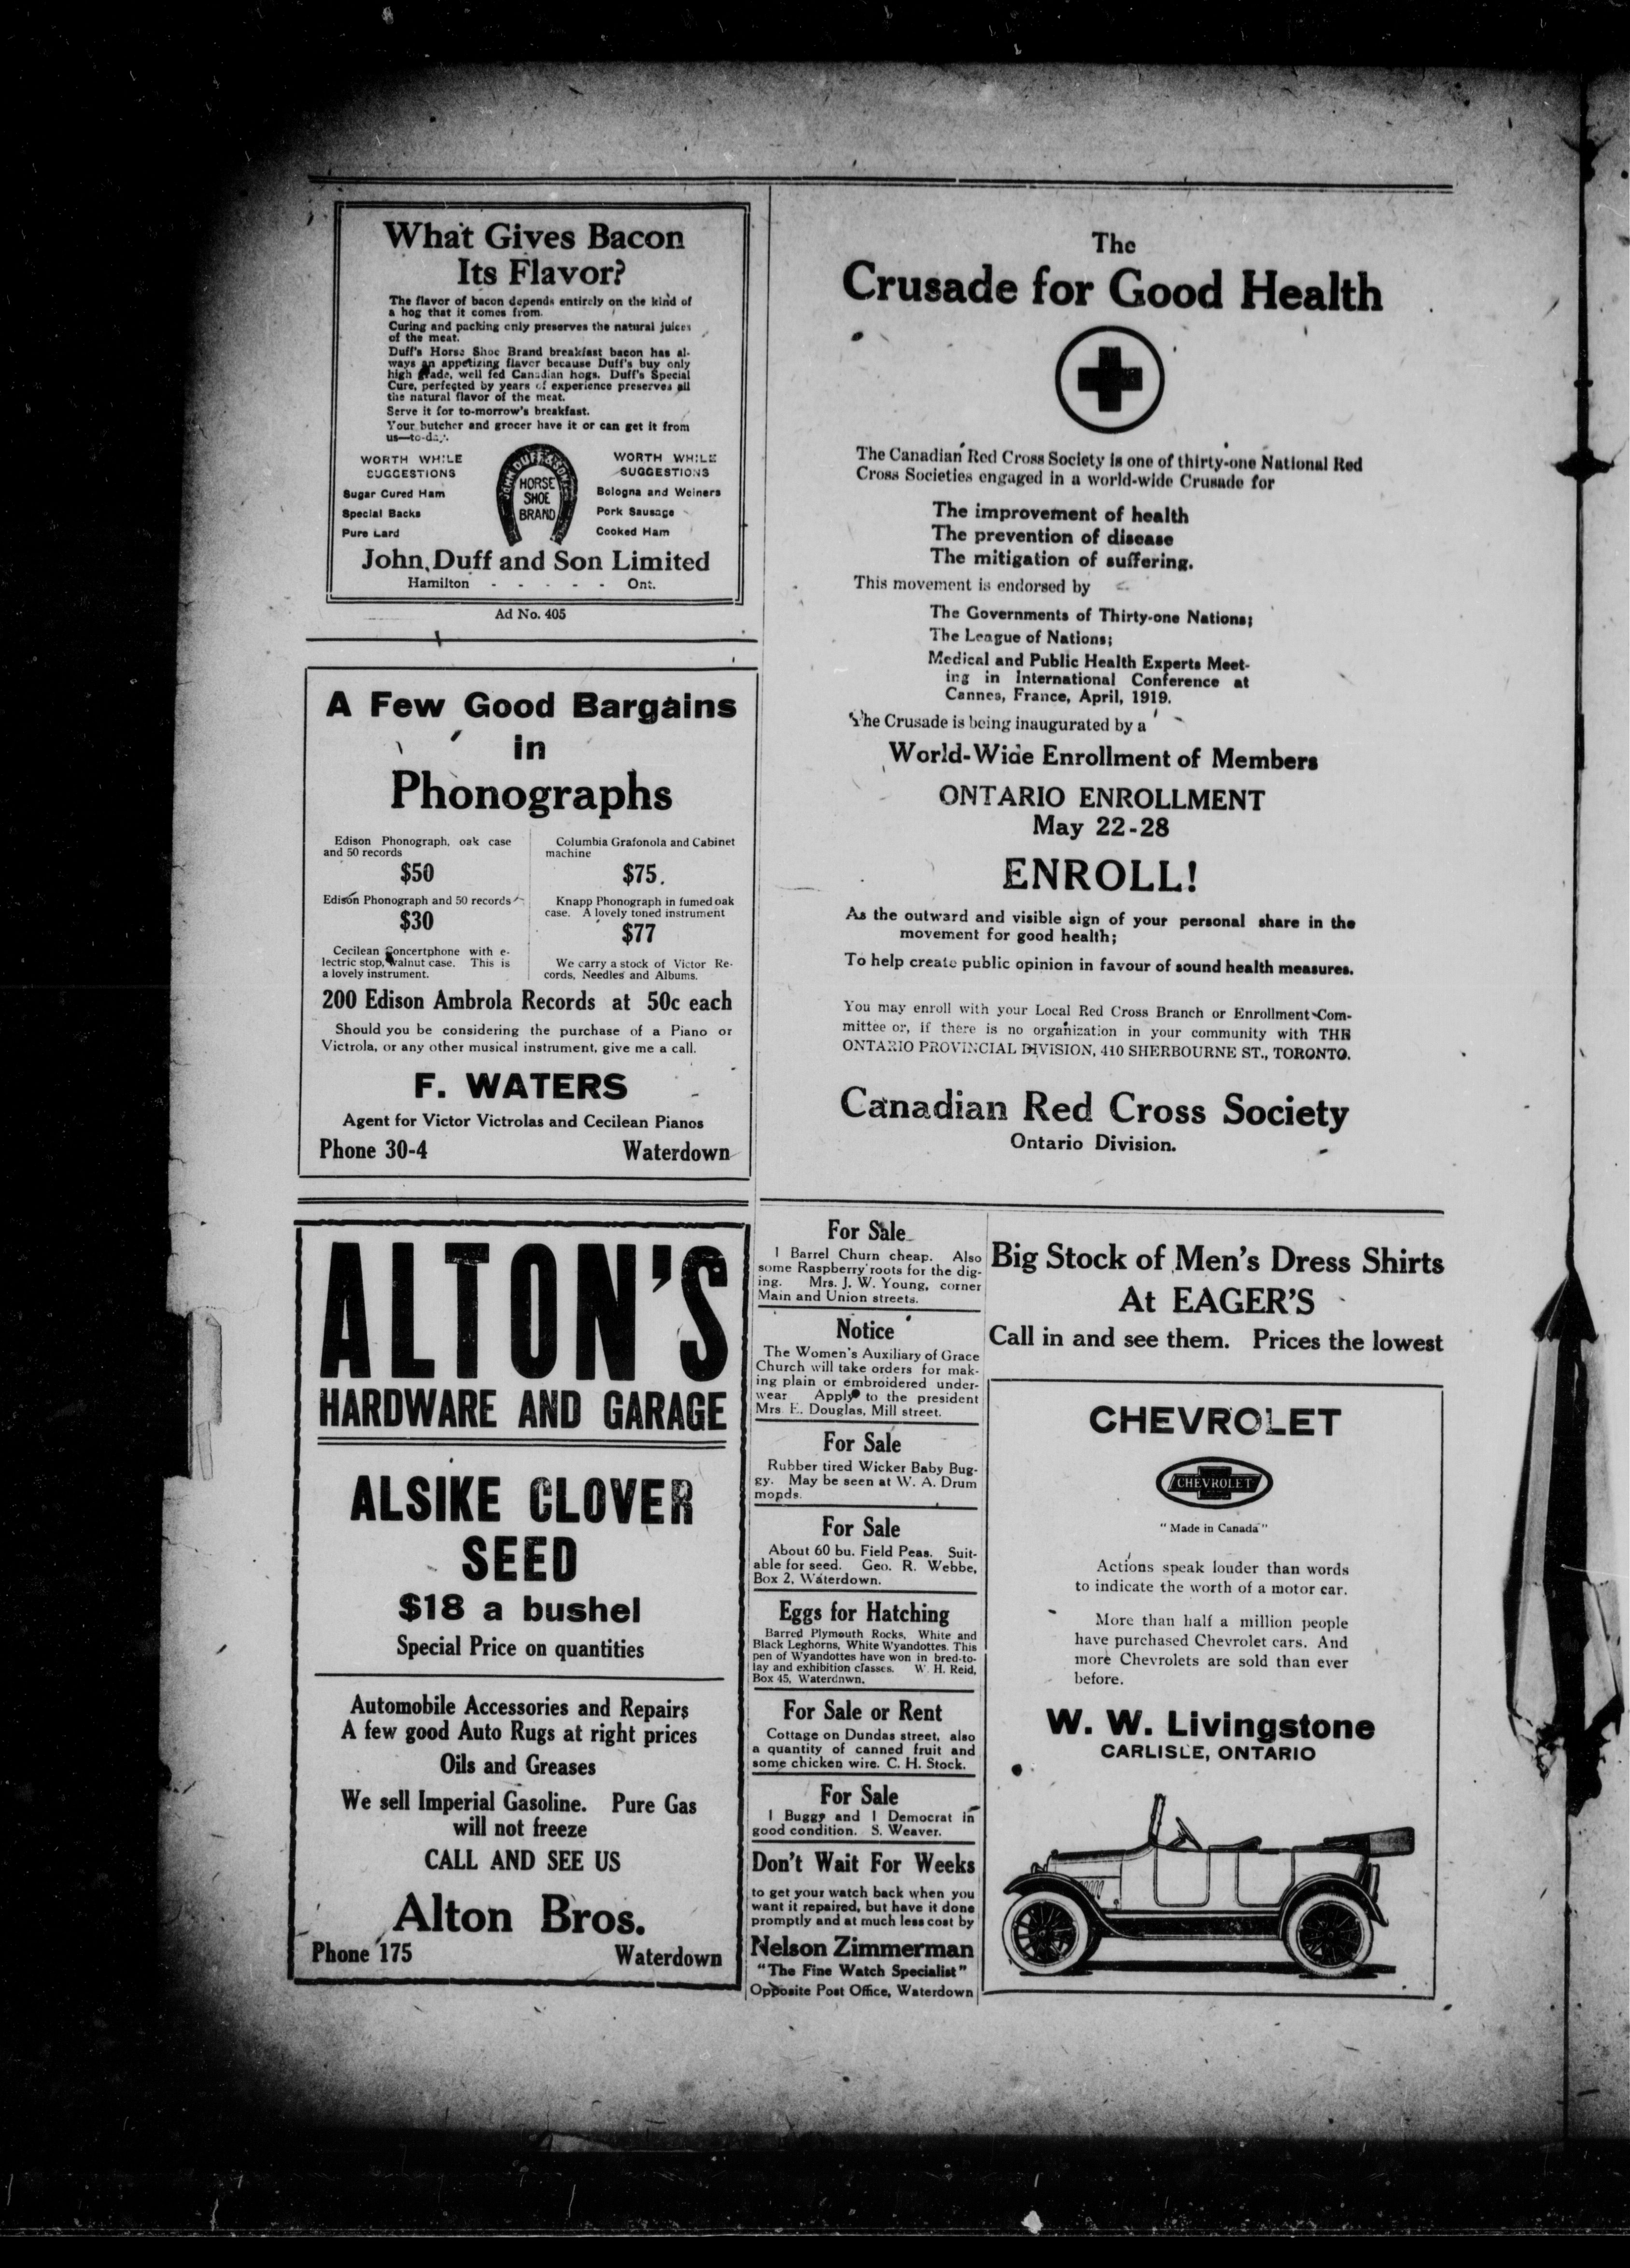 What Gives Bacon
Its Flavor?
The flavor of bacon depends entirely on the kind of
a hog that it comes from.
Curing and packing only preserves the natural juices
of the meat.
Duff's Horse Shoe Brand breakfast bacon has al-
ways an appetizing flavor because Duff's buy only
high grade, well fed Canadian hogs. Duff's Special
Cure, perfected by years of experience preserves all
the natural flavor of the meat.
Serve it for to-morrow's breakfast.
Your butcher and grocer have it or can get it from
us—to-day.
WORTH WHILE
SUGGESTIONS
Sugar Cured Ham
Special Backs
Pure Lard
JOHN DUFF & SON
HORSE
SHOE
BRAND
WORTH WHILE
SUGGESTIONS
Bologna and Weiners
Pork Sausage
Cooked Ham
John Duff and Son Limited
Hamilton - - - - - Ont.
Ad No. 405
A Few Good Bargains
in
Phonographs
Edison Phonograph, oak case
and 50 records
$50
Edison Phonograph and 50 records
$30
Cecilean Concertphone with e-
lectric stop, walnut case. This is
a lovely instrument.
Columbia Grafonola and Cabinet
machine
$75.
Knapp Phonograph in fumed oak
case. A lovely toned instrument
$77
We carry a stock of Victor Re-
cords, Needles and Albums.
200 Edison Ambrola Records at 50c each
Should you be considering the purchase of a Piano or
Victrola, or any other musical instrument, give me a call.
F. WATERS
Agent for Victor Victrolas and Cecilean Pianos
Phone 30-4 Waterdown
The
Crusade for Good Health
The Canadian Red Cross Society is one of thirty-one National Red
Cross Societies engaged in a world-wide Crusade for
The improvement of health
The prevention of disease
The mitigation of suffering.
This movement is endorsed by
The Governments of Thirty-one Nations;
The League of Nations;
Medical and Public Health Experts Meet-
ing in International Conference at
Cannes, France, April, 1919.
The Crusade is being inaugurated by a
World-Wide Enrollment of Members
ONTARIO ENROLLMENT
May 22-28
ENROLL!
As the outward and visible sign of your personal share in the
movement for good health;
To help create public opinion in favour of sound health measures.
You may enroll with your Local Red Cross Branch or Enrollment Com-
mittee or, if there is no organization in your community with THE
ONTARIO PROVINCIAL DIVISION, 410 SHERBOURNE ST., TORONTO.
Canadian Red Cross Society
Ontario Division.
ALTON'S
HARDWARE AND GARAGE
ALSIKE CLOVER
SEED
$18 a bushel
Special Price on quantities
Automobile Accessories and Repairs
A few good Auto Rugs at right prices
Oils and Greases
We sell Imperial Gasoline. Pure Gas
will not freeze
CALL AND SEE US
Alton Bros.
Phone 175 Waterdown
For Sale
1 Barrel Churn cheap. Also
some Raspberry roots for the dig-
ing. Mrs. J. W. Young, corner
Main and Union streets.
Notice
The Women's Auxiliary of Grace
Church will take orders for mak-
ing plain or embroidered under-
wear Apply to the president
Mrs. E. Douglas, Mill street.
For Sale
Rubber tired Wicker Baby Bug-
gy. May be seen at W. A. Drum
monds.
For Sale
About 60 bu. Field Peas. Suit-
able for seed. Geo. R. Webbe,
Box 2, Waterdown.
Eggs for Hatching
Barred Plymouth Rocks, White and
Black Leghorns, White Wyandottes. This
pen of Wyandottes have won in bred-to-
lay and exhibition classes. W. H. Reid,
Box 45, Waterdnwn.
For Sale or Rent
Cottage on Dundas street, also
a quantity of canned fruit and
some chicken wire. C. H. Stock.
For Sale
1 Buggy and 1 Democrat in
good condition. S. Weaver.
Don't Wait For Weeks
to get your watch back when you
want it repaired, but have it done
promptly and at much less cost by
Nelson Zimmerman
"The Fine Watch Specialist"
Opposite Post Office, Waterdown
Big Stock of Men's Dress Shirts
At EAGER'S
Call in and see them. Prices the lowest
CHEVROLET
CHEVROLET
"Made in Canada"
Actions speak louder than words
to indicate the worth of a motor car.
More than half a million people
have purchased Chevrolet cars. And
more Chevrolets are sold than ever
before.
W. W. Livingstone
CARLISLE, ONTARIO